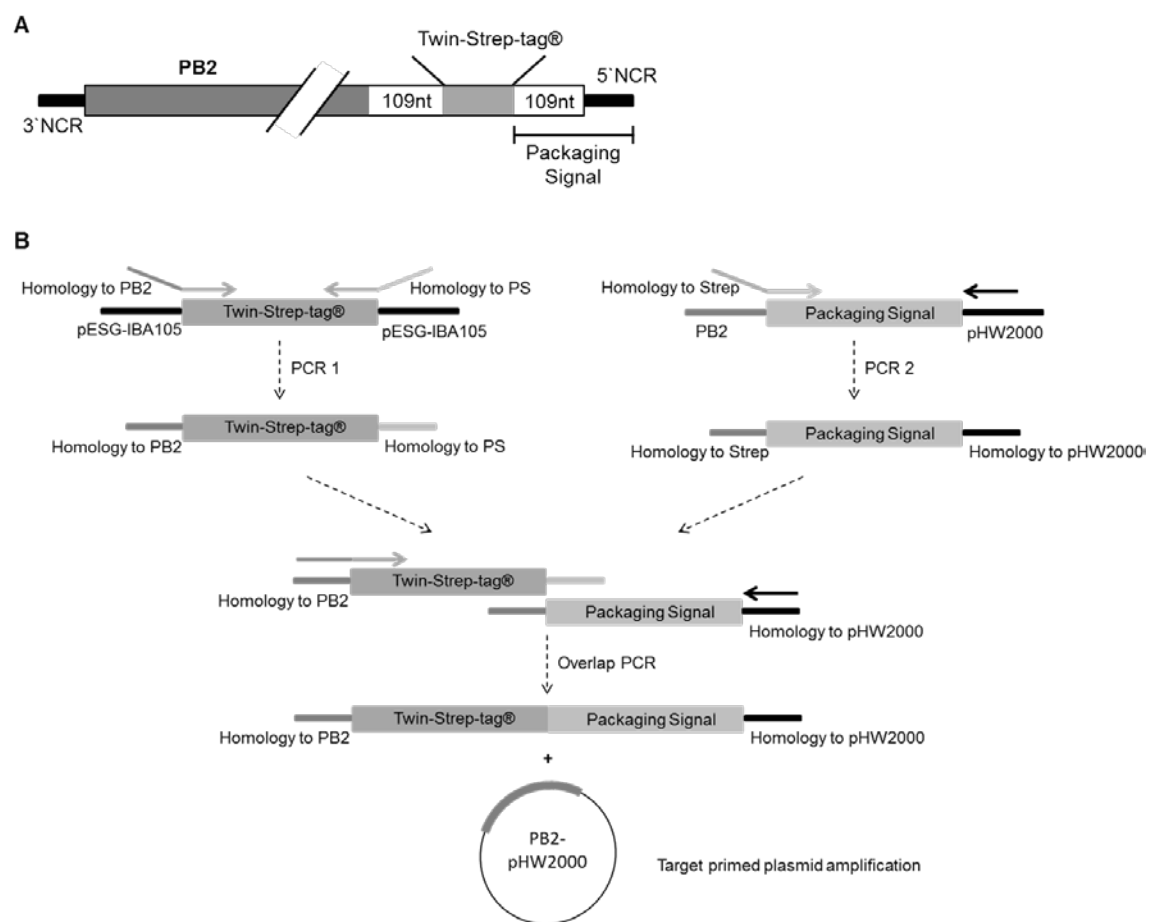 A
Twin-Strep-tag®
PB2
5`NCR
109nt
109nt
3`NCR
Packaging
Signal
B
Homology to PB2
Homology to PS
Twin-Strep-tag®
pESG-IBA105
pESG-IBA105
PCR 1
Twin-Strep-tag®
Homology to PB2
Homology to PS
Homology to Strep
Packaging Signal
PB2
pHW2000
PCR 2
Packaging Signal
Homology to Strep
Homology to pHW2000
Twin-Strep-tag®
Homology to PB2
Packaging Signal
Homology to pHW2000
Overlap PCR
Twin-Strep-tag®
Packaging Signal
Homology to PB2
Homology to pHW2000
+
PB2-
pHW2000
Target primed plasmid amplification